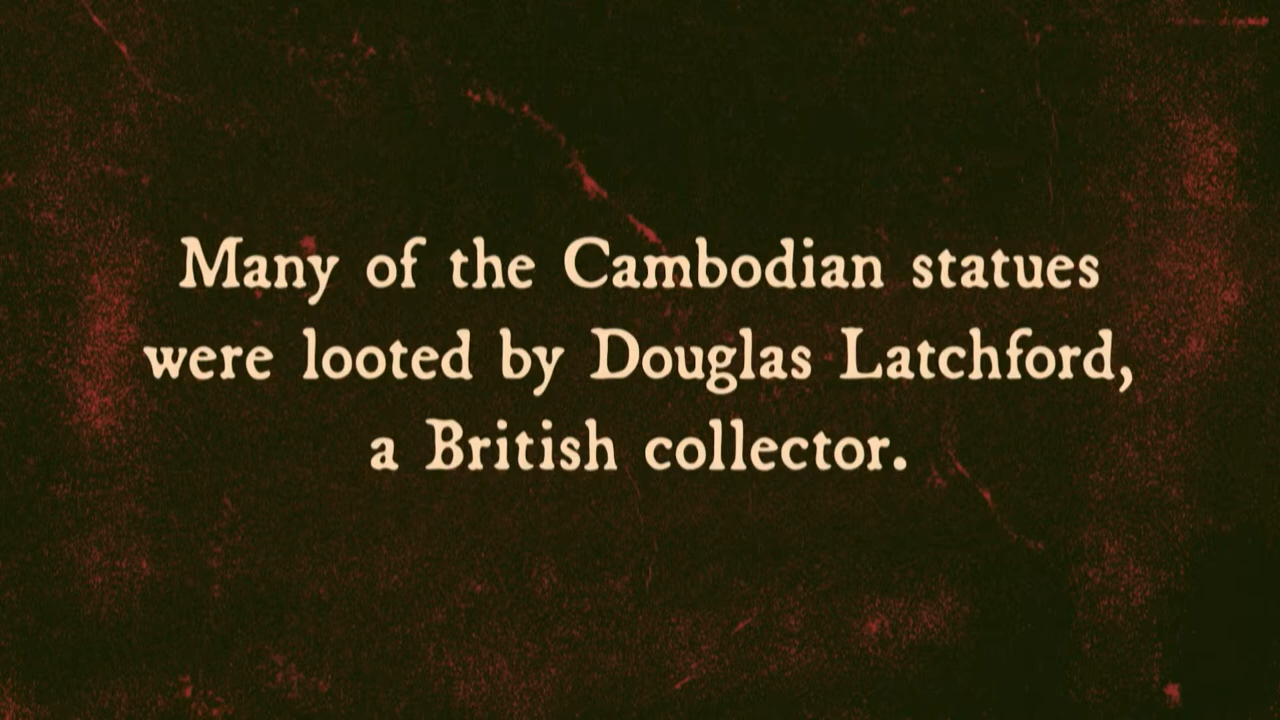 Many of the Cambodian statues
were looted by Douglas Latchford,
a British collector.